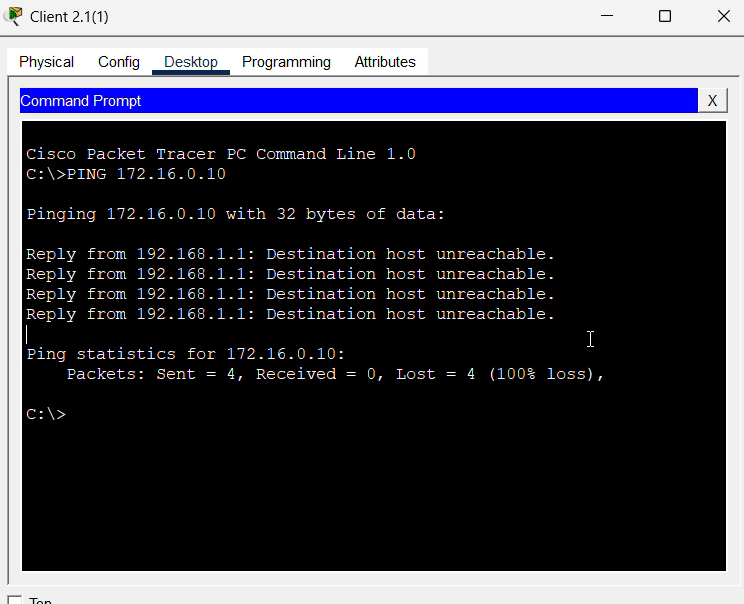 Client 2.1(1)
Physical Config Desktop Programming Attributes
Command Prompt X
Cisco Packet Tracer PC Command Line 1.0
C:\>PING 172.16.0.10
Pinging 172.16.0.10 with 32 bytes of data:
Reply from 192.168.1.1: Destination host unreachable.
Reply from 192.168.1.1: Destination host unreachable.
Reply from 192.168.1.1: Destination host unreachable.
Reply from 192.168.1.1: Destination host unreachable.
Ping statistics for 172.16.0.10:
Packets: Sent = 4, Received = 0, Lost = 4 (100% loss),
C:\>
Top